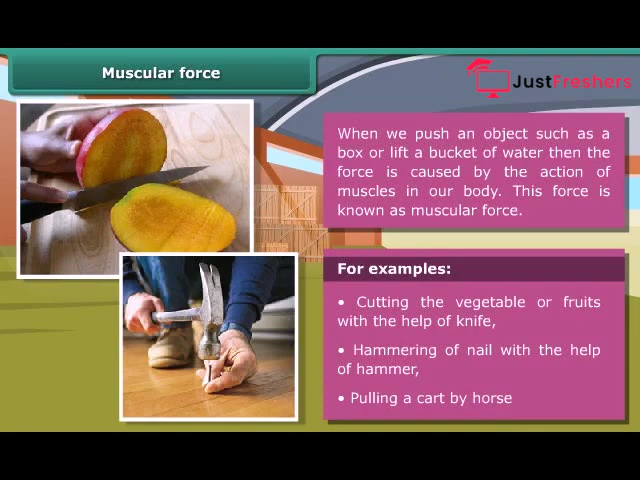 Muscular force
JustFreshers
When we push an object such as a
box or lift a bucket of water then the
force is caused by the action of
muscles in our body. This force is
known as muscular force.
For examples:
• Cutting the vegetable or fruits
with the help of knife,
• Hammering of nail with the help
of hammer,
• Pulling a cart by horse